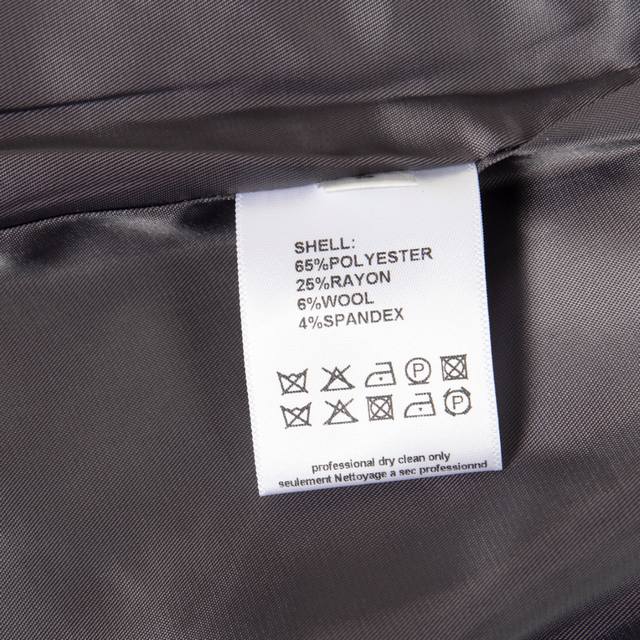 SHELL:
65%POLYESTER
25%RAYON
6%WOOL
4%SPANDEX
P
P
professional dry clean only
seulement Nettoyage a sec professionnd